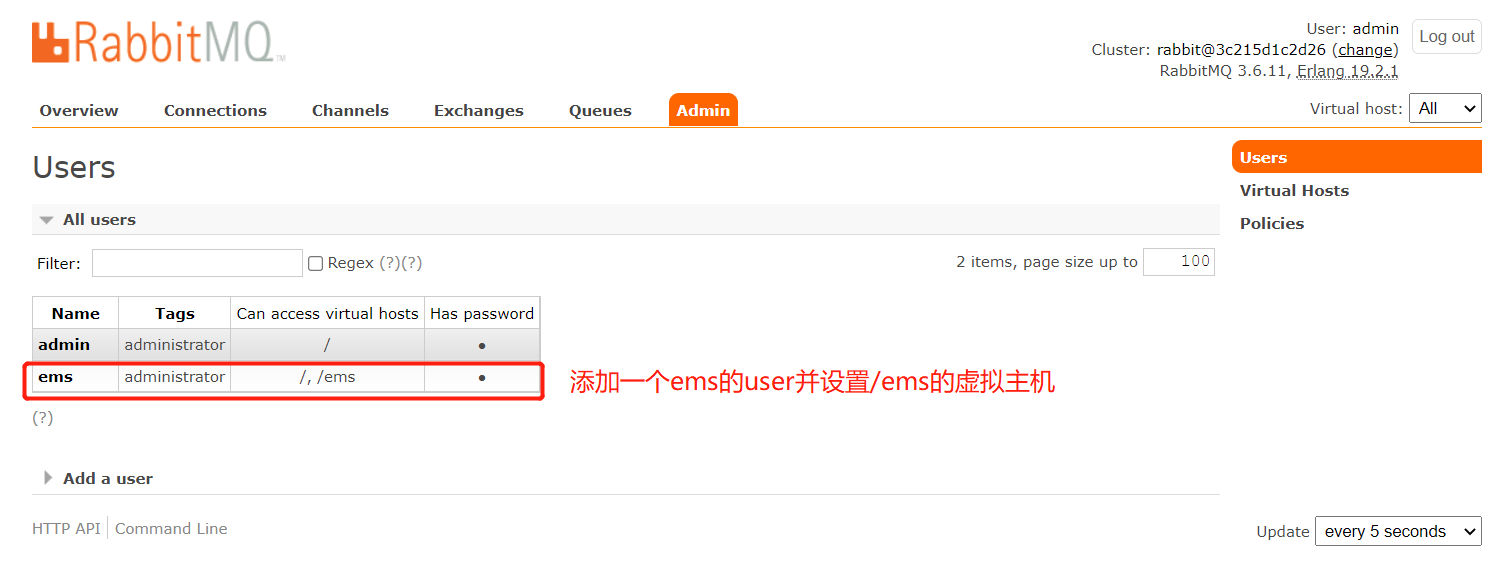 RabbitMQ™
User: admin
Log out
Cluster: rabbit@3c215d1c2d26 (change)
RabbitMQ 3.6.11, Erlang 19.2.1
Overview Connections Channels Exchanges Queues Admin
Virtual host: All
Users
Users
Virtual Hosts
Policies
All users
Filter: Regex (?)(?)
2 items, page size up to 100
Name Tags Can access virtual hosts Has password
admin administrator / ●
ems administrator /, /ems ●
添加一个ems的user并设置/ems的虚拟主机
(?)
Add a user
HTTP API Command Line
Update every 5 seconds